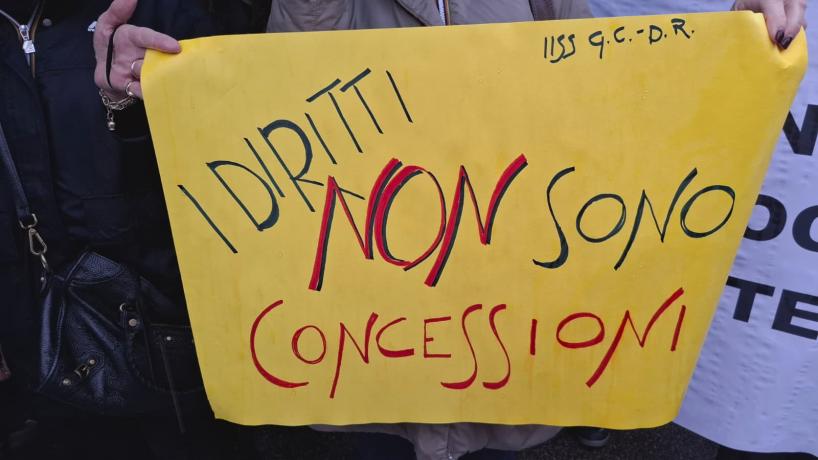 IISS G.C.-D.R.
I DIRITTI
NON SONO
CONCESSIONI